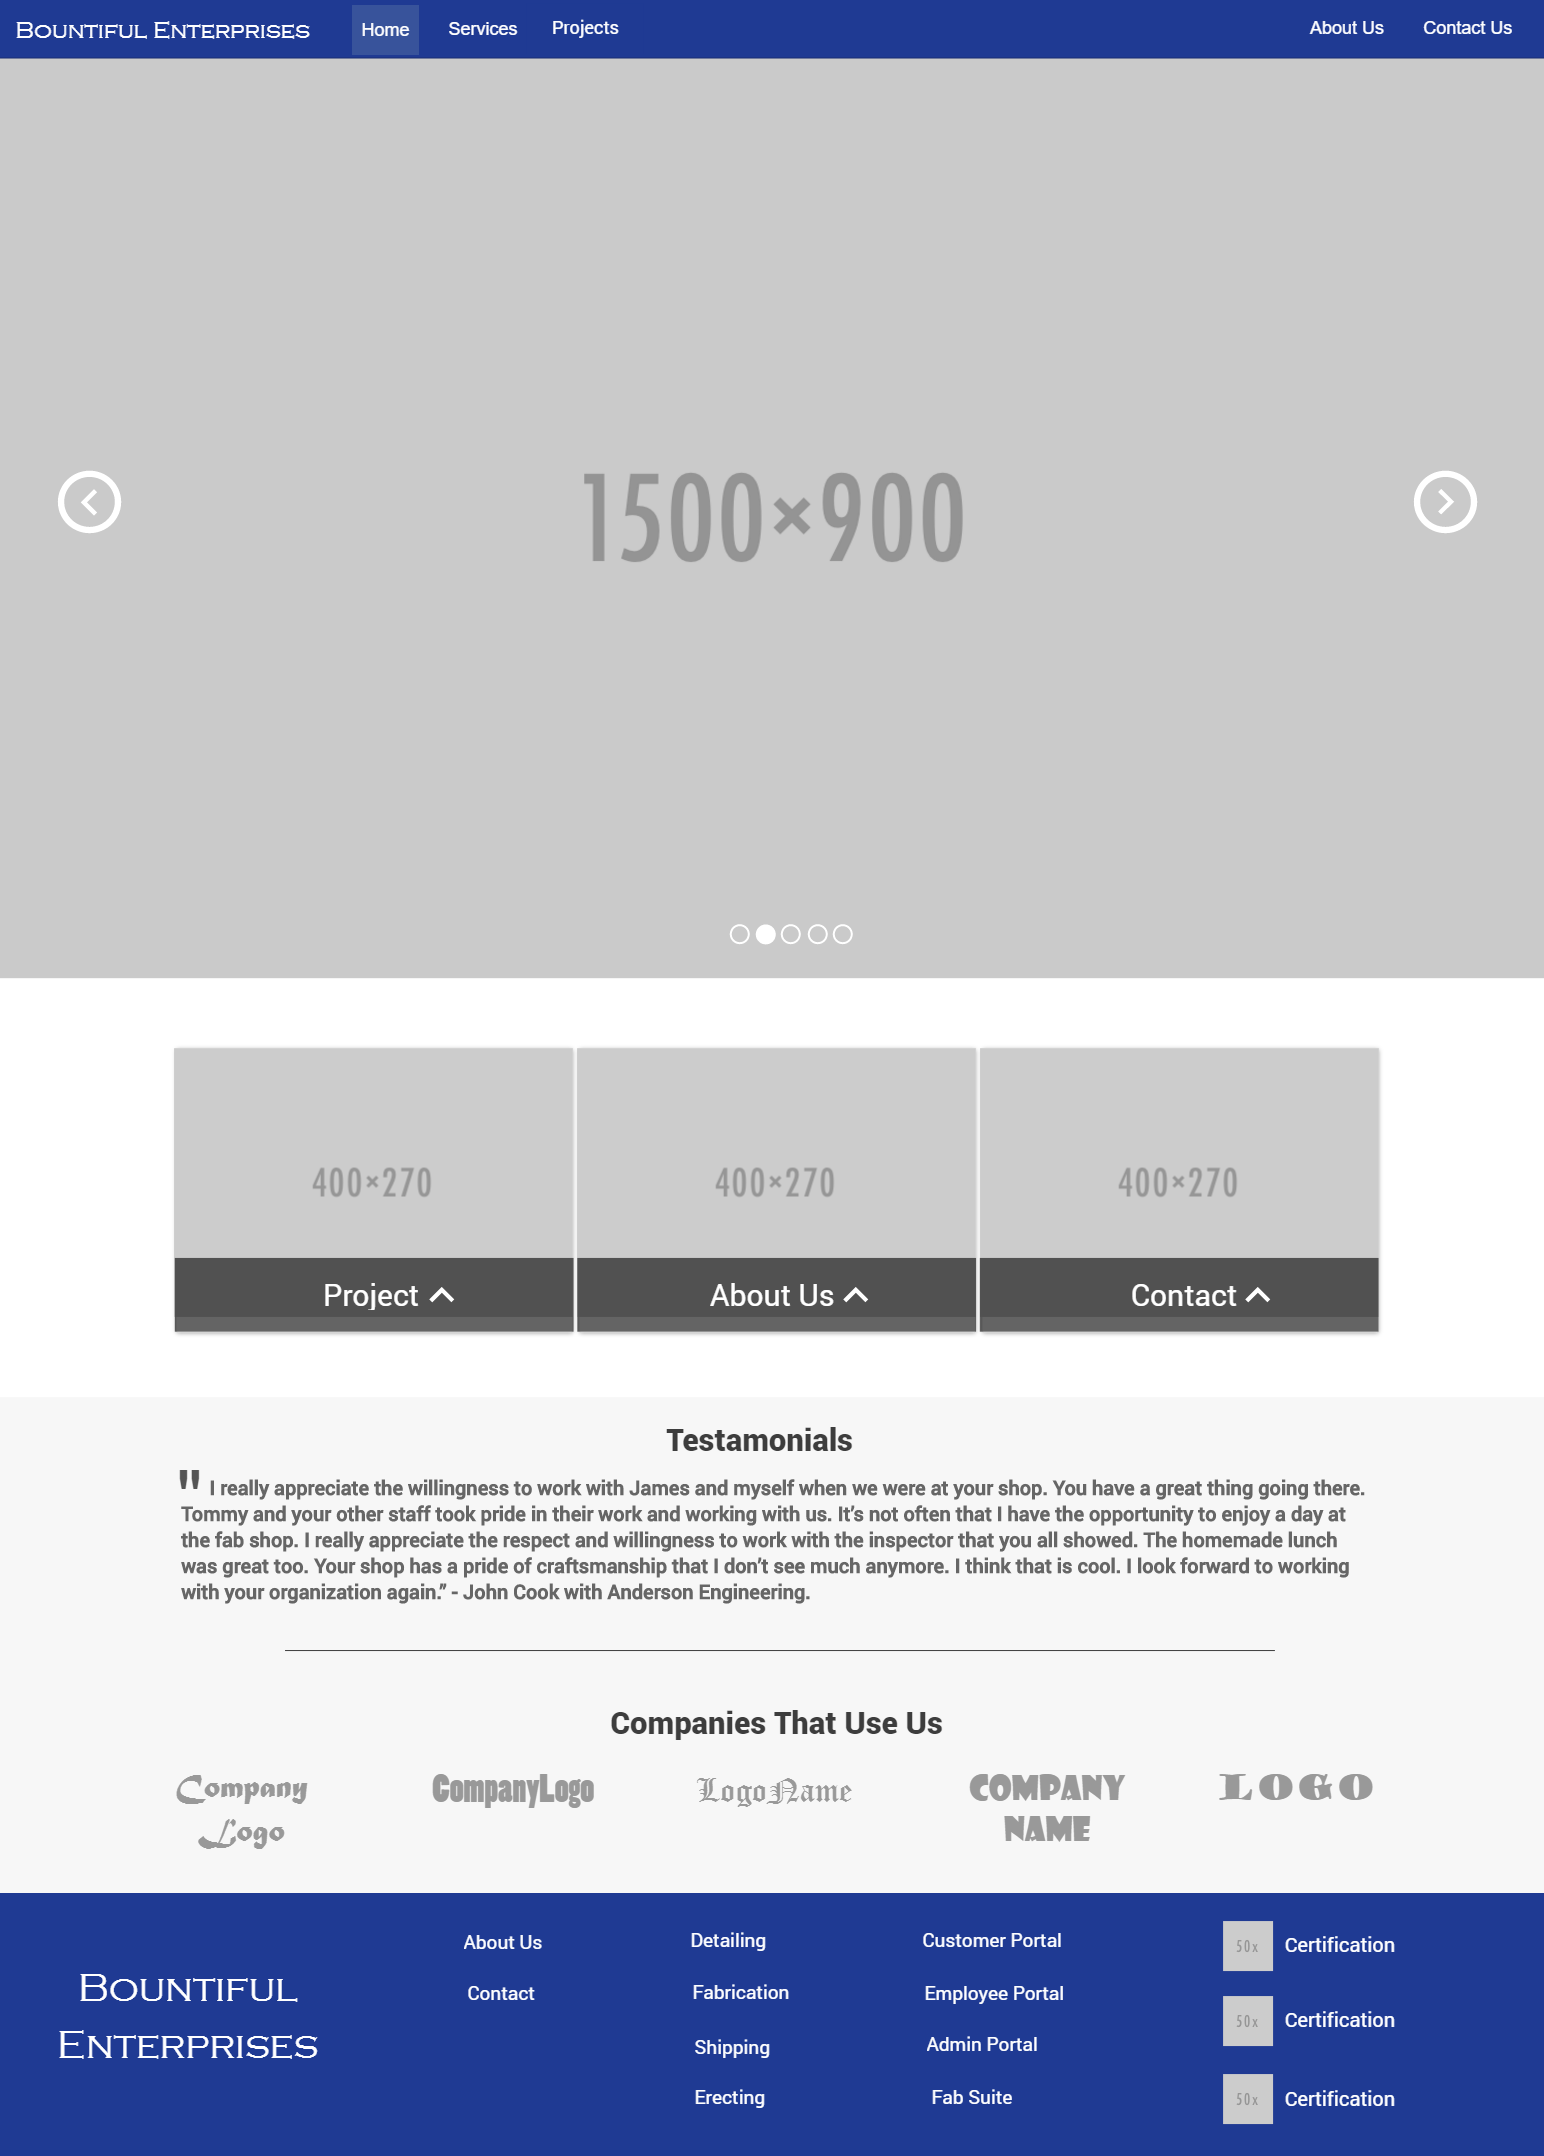 BOUNTIFUL ENTERPRISES Home Services Projects About Us Contact Us
1500×900
400×270 400×270 400×270
Project About Us Contact
Testamonials
" I really appreciate the willingness to work with James and myself when we were at your shop. You have a great thing going there.
Tommy and your other staff took pride in their work and working with us. It’s not often that I have the opportunity to enjoy a day at
the fab shop. I really appreciate the respect and willingness to work with the inspector that you all showed. The homemade lunch
was great too. Your shop has a pride of craftsmanship that I don’t see much anymore. I think that is cool. I look forward to working
with your organization again.” - John Cook with Anderson Engineering.
Companies That Use Us
Company
Logo
CompanyLogo
LogoName
COMPANY
NAME
LOGO
BOUNTIFUL
ENTERPRISES
About Us
Contact
Detailing
Fabrication
Shipping
Erecting
Customer Portal
Employee Portal
Admin Portal
Fab Suite
50x Certification
50x Certification
50x Certification